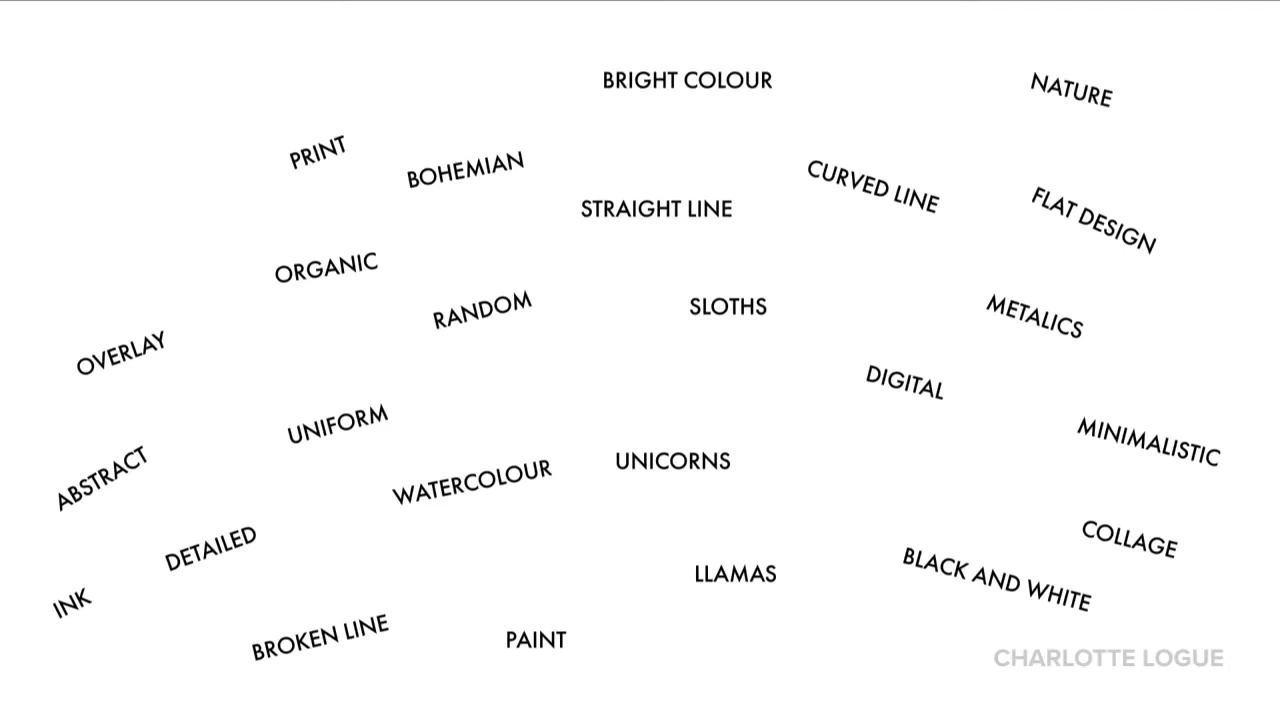 BRIGHT COLOUR
NATURE
PRINT
BOHEMIAN
CURVED LINE
STRAIGHT LINE
FLAT DESIGN
ORGANIC
RANDOM
SLOTHS
METALICS
OVERLAY
DIGITAL
UNIFORM
MINIMALISTIC
ABSTRACT
WATERCOLOUR
UNICORNS
DETAILED
COLLAGE
LLAMAS
BLACK AND WHITE
INK
BROKEN LINE
PAINT
CHARLOTTE LOGUE